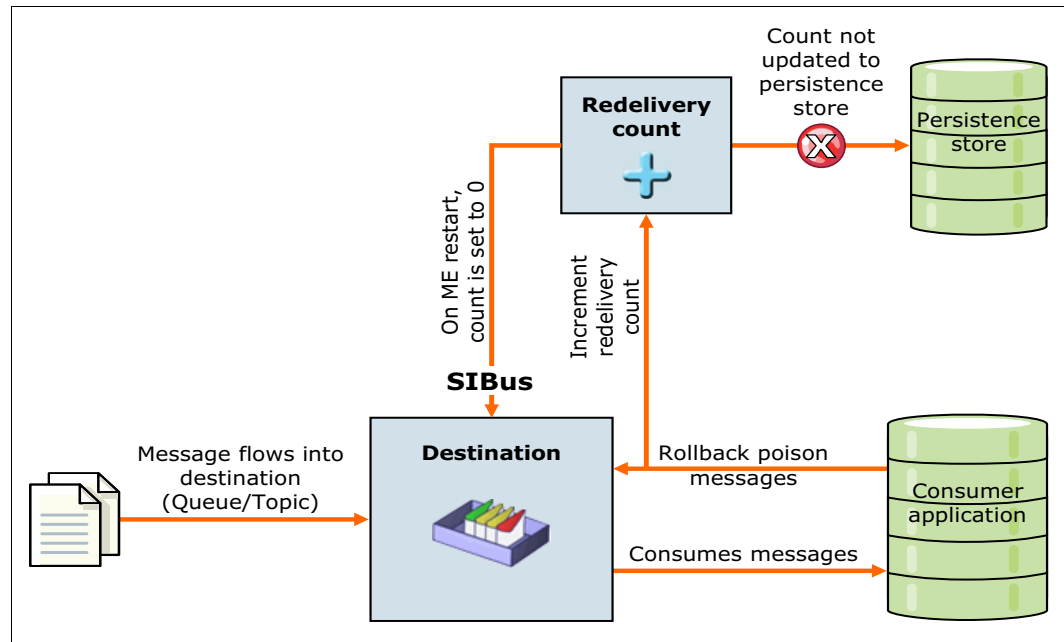 Count not
updated to
persistence
store
Redelivery
count
Persistence
store
X
On ME restart,
count is set to 0
Increment
redelivery
count
SIBus
Message flows into
destination
(Queue/Topic)
Destination
Rollback poison
messages
Consumer
application
Consumes messages